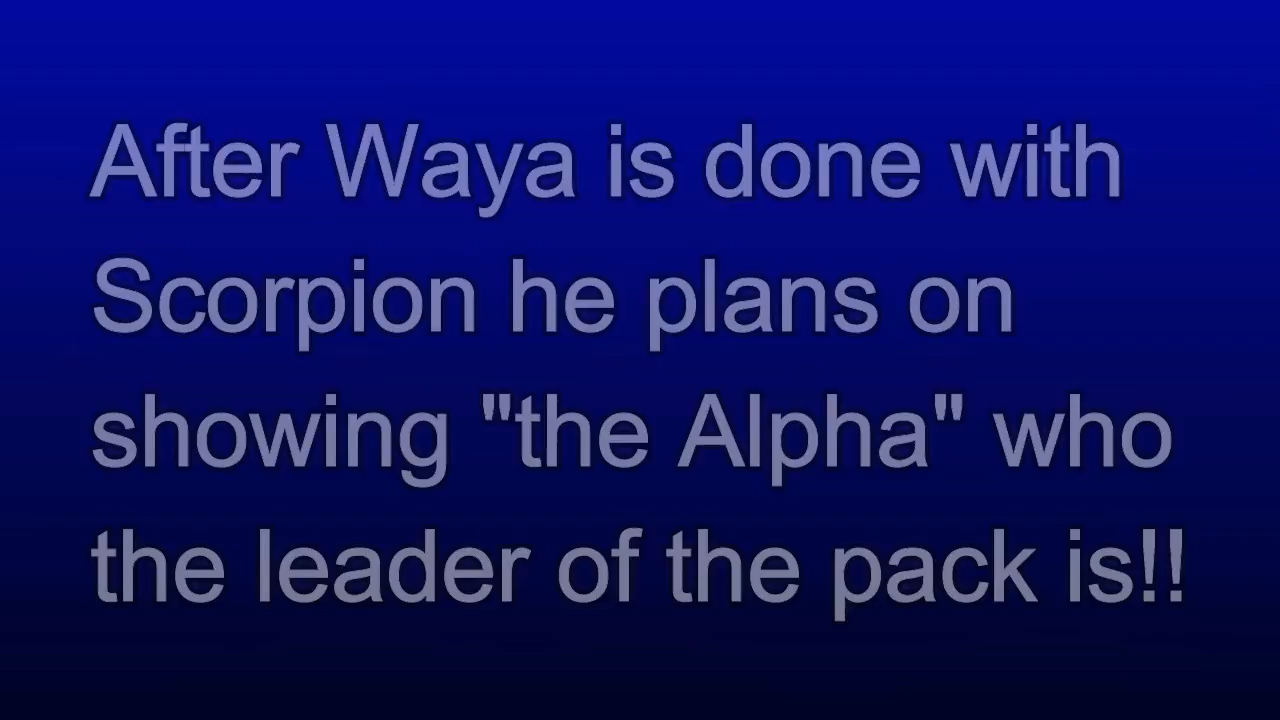 After Waya is done with
Scorpion he plans on
showing "the Alpha" who
the leader of the pack is!!